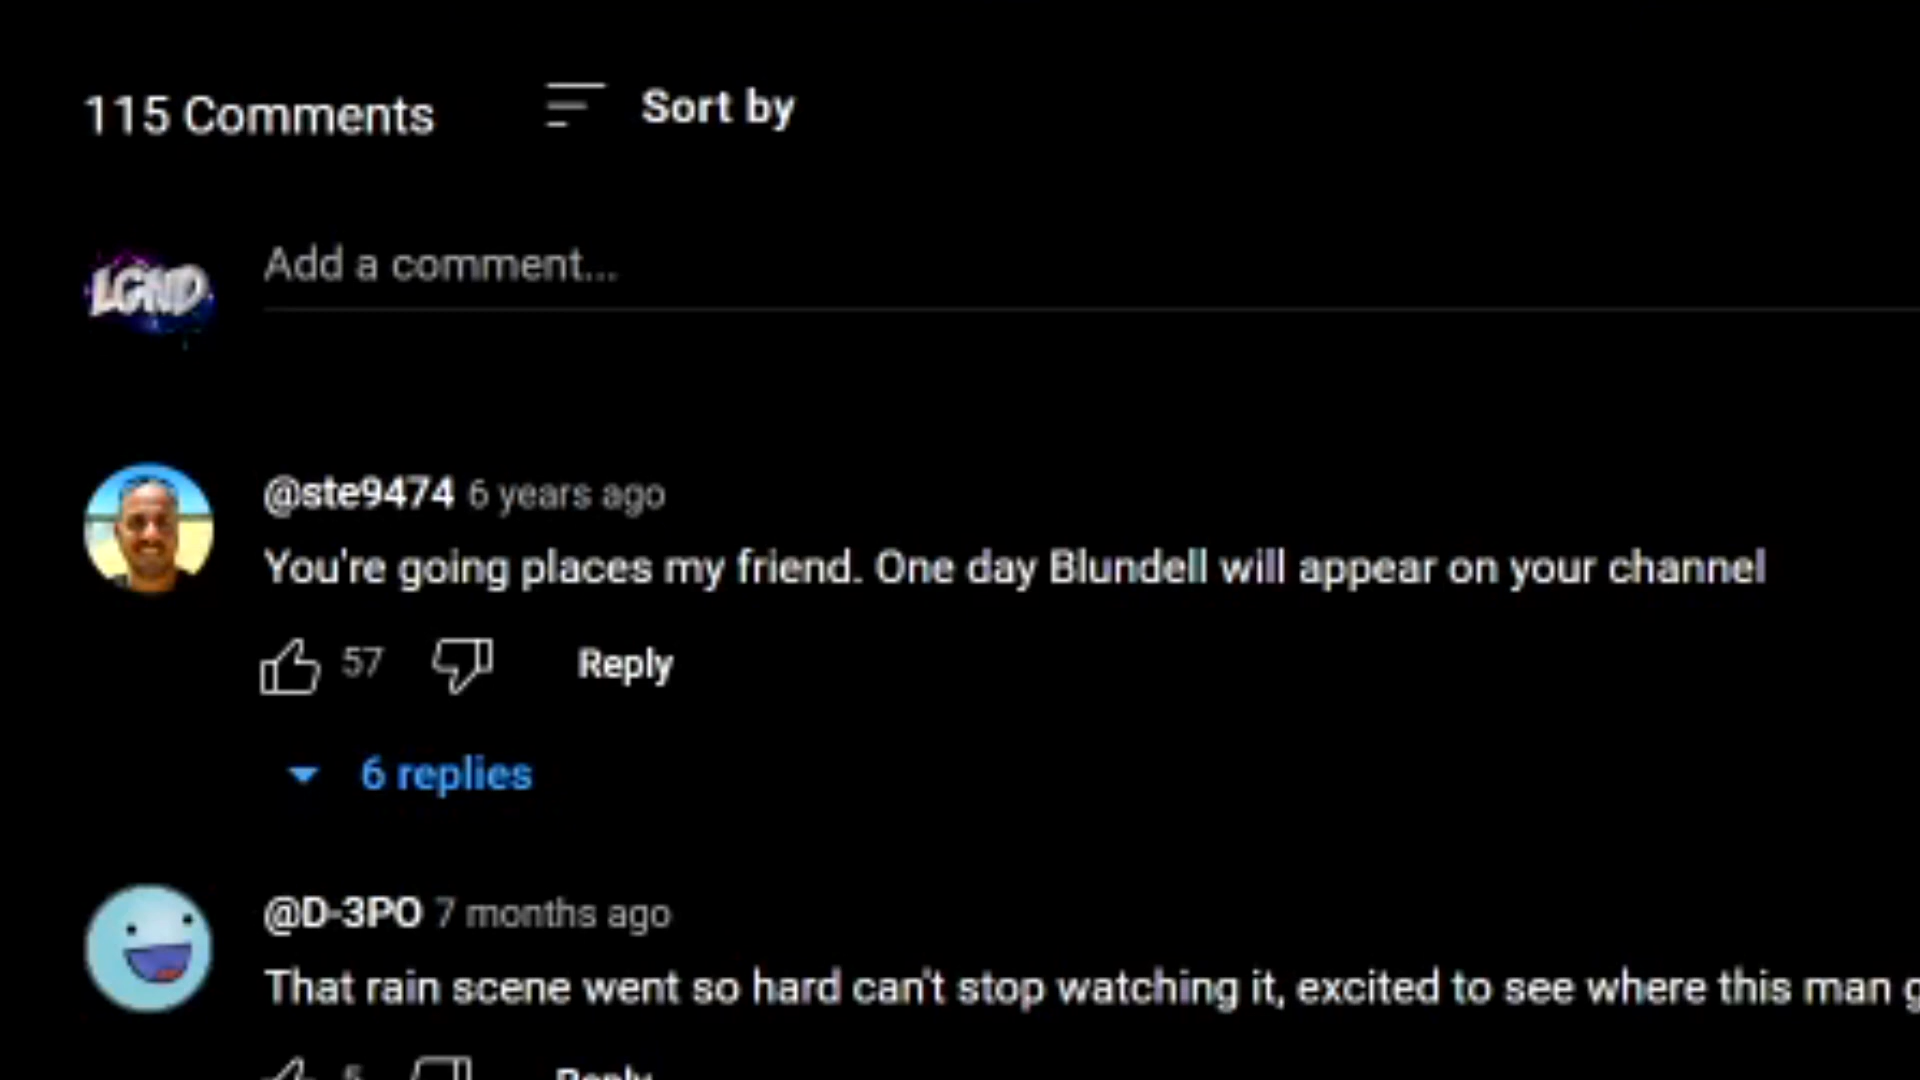 115 Comments
Sort by
LGND
Add a comment...
@ste9474 6 years ago
You're going places my friend. One day Blundell will appear on your channel
57
Reply
6 replies
@D-3PO 7 months ago
That rain scene went so hard can't stop watching it, excited to see where this man g
5
Reply